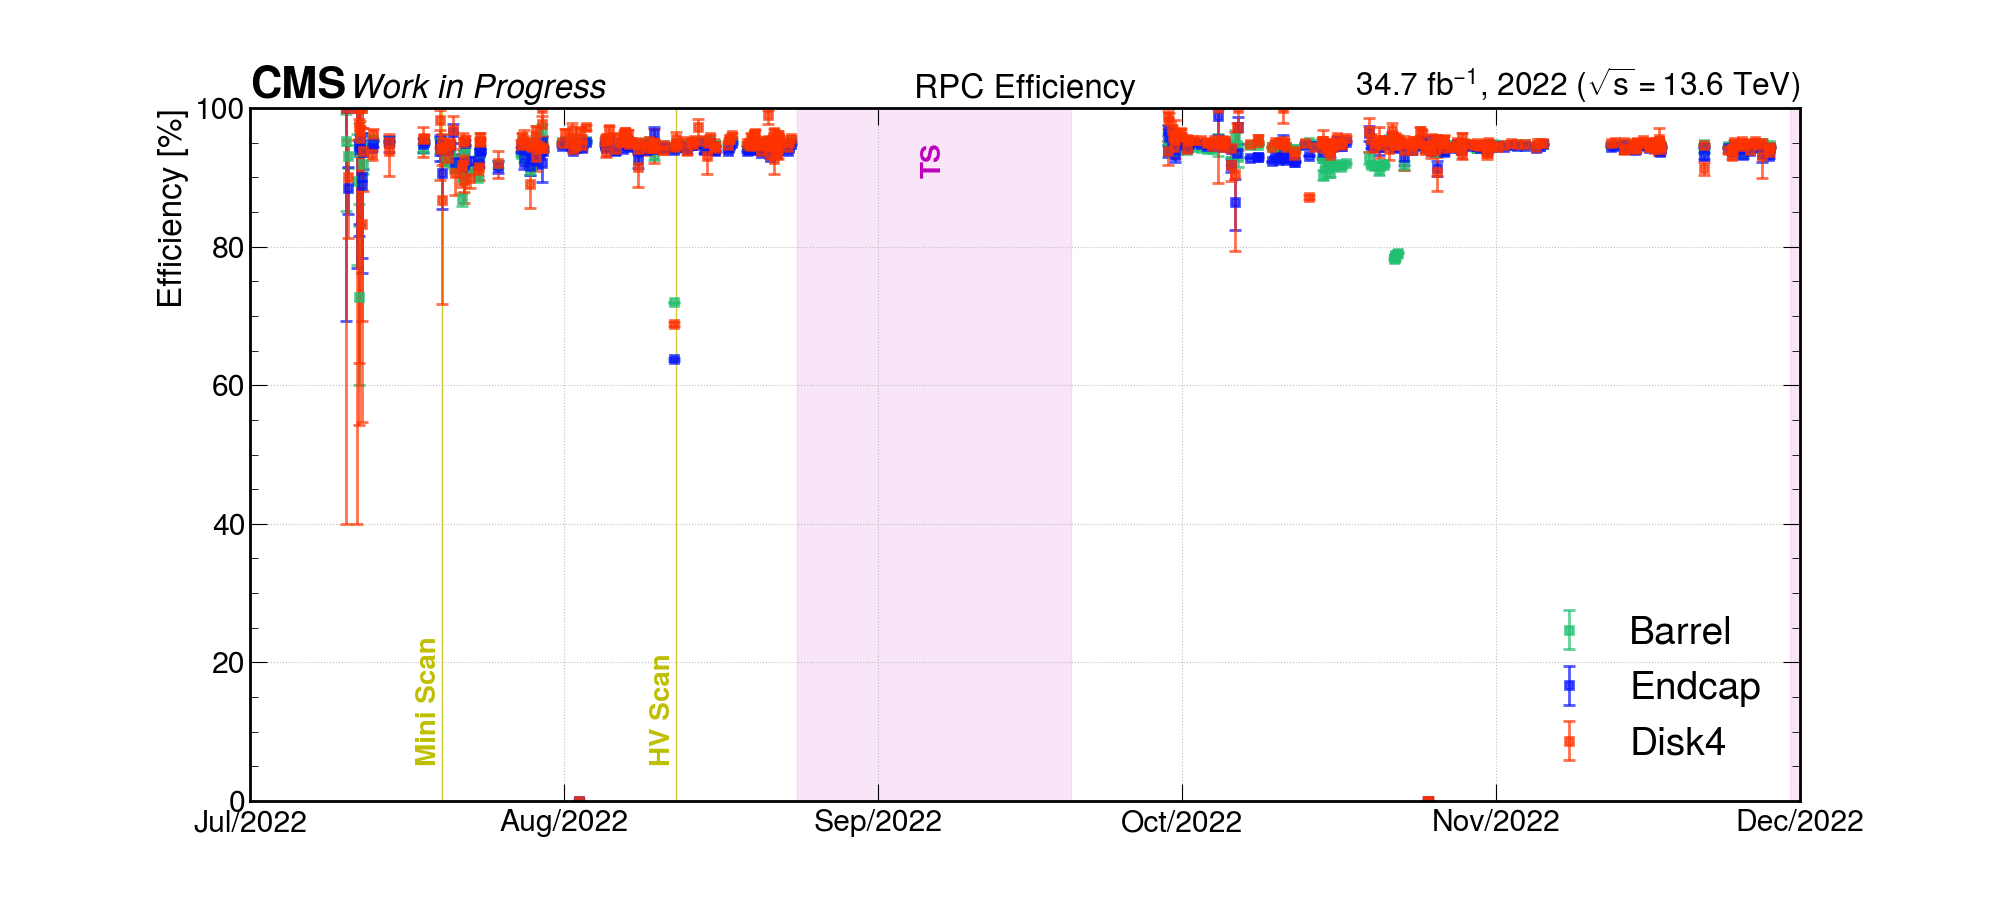 CMS Work in Progress RPC Efficiency 34.7 fb⁻¹, 2022 (√s = 13.6 TeV)
Efficiency [%]
100
80
60
40
20
0
TS
Mini Scan
HV Scan
Barrel
Endcap
Disk4
Jul/2022 Aug/2022 Sep/2022 Oct/2022 Nov/2022 Dec/2022